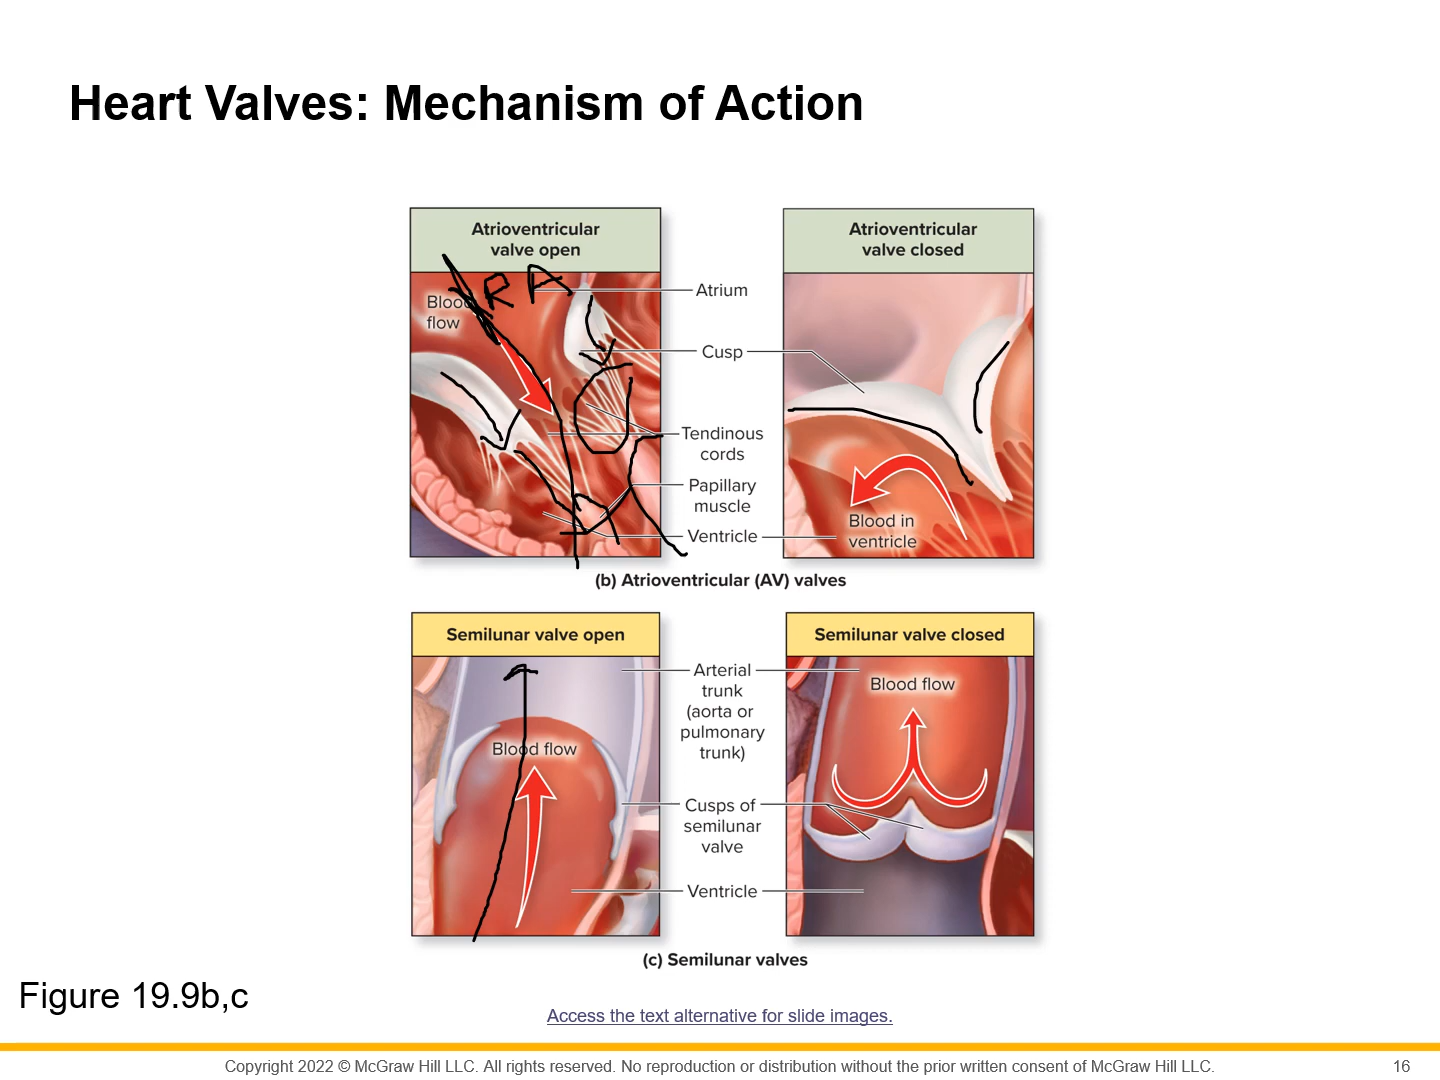 Heart Valves: Mechanism of Action
Atrioventricular
valve open
Atrioventricular
valve closed
Blood
flow
RA
Atrium
Cusp
Tendinous
cords
Papillary
muscle
Ventricle
Blood in
ventricle
(b) Atrioventricular (AV) valves
Semilunar valve open
Semilunar valve closed
Blood flow
Arterial
trunk
(aorta or
pulmonary
trunk)
Blood flow
Cusps of
semilunar
valve
Ventricle
(c) Semilunar valves
Figure 19.9b,c
Access the text alternative for slide images.
Copyright 2022 © McGraw Hill LLC. All rights reserved. No reproduction or distribution without the prior written consent of McGraw Hill LLC.
16